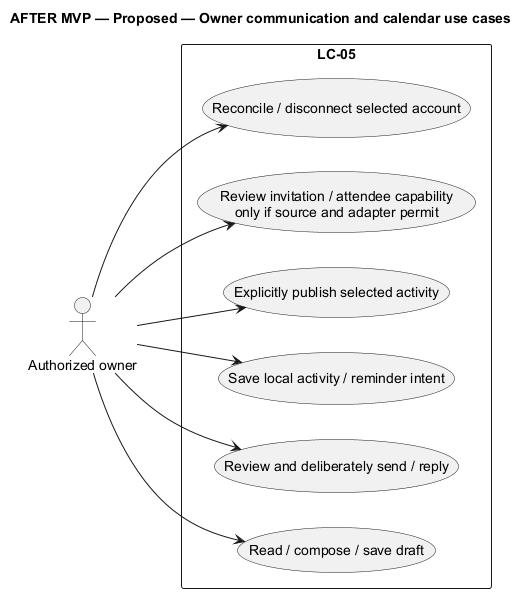 AFTER MVP — Proposed — Owner communication and calendar use cases
LC-05
Reconcile / disconnect selected account
Review invitation / attendee capability
only if source and adapter permit
Explicitly publish selected activity
Authorized owner
Save local activity / reminder intent
Review and deliberately send / reply
Read / compose / save draft